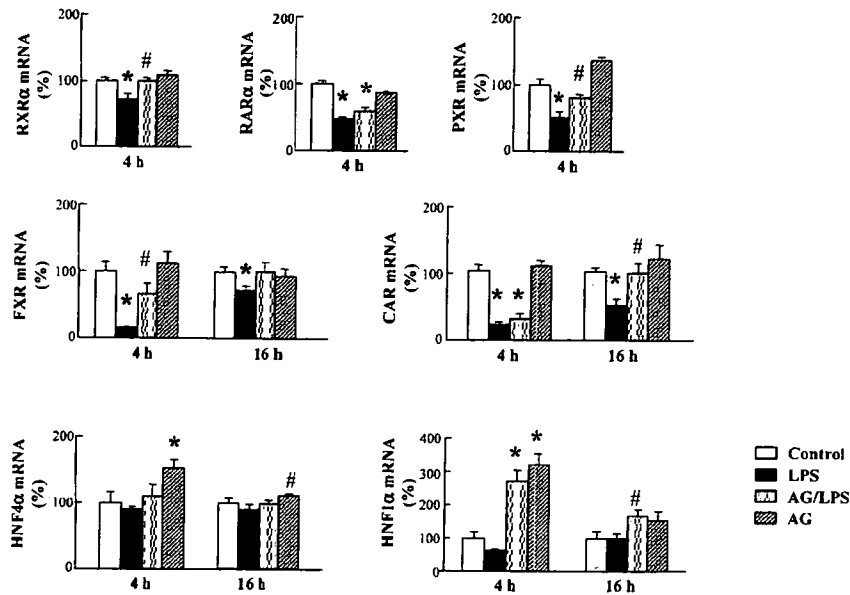 RXRα mRNA
(%)
200
100
0
*
#
4 h
RARα mRNA
(%)
200
100
0
*
*
4 h
PXR mRNA
(%)
200
100
0
*
#
4 h
FXR mRNA
(%)
200
100
0
*
#
*
4 h
16 h
CAR mRNA
(%)
200
100
0
*
*
*
#
4 h
16 h
HNF4α mRNA
(%)
200
100
0
*
#
4 h
16 h
HNF1α mRNA
(%)
400
300
200
100
0
*
*
#
4 h
16 h
Control
LPS
AG/LPS
AG